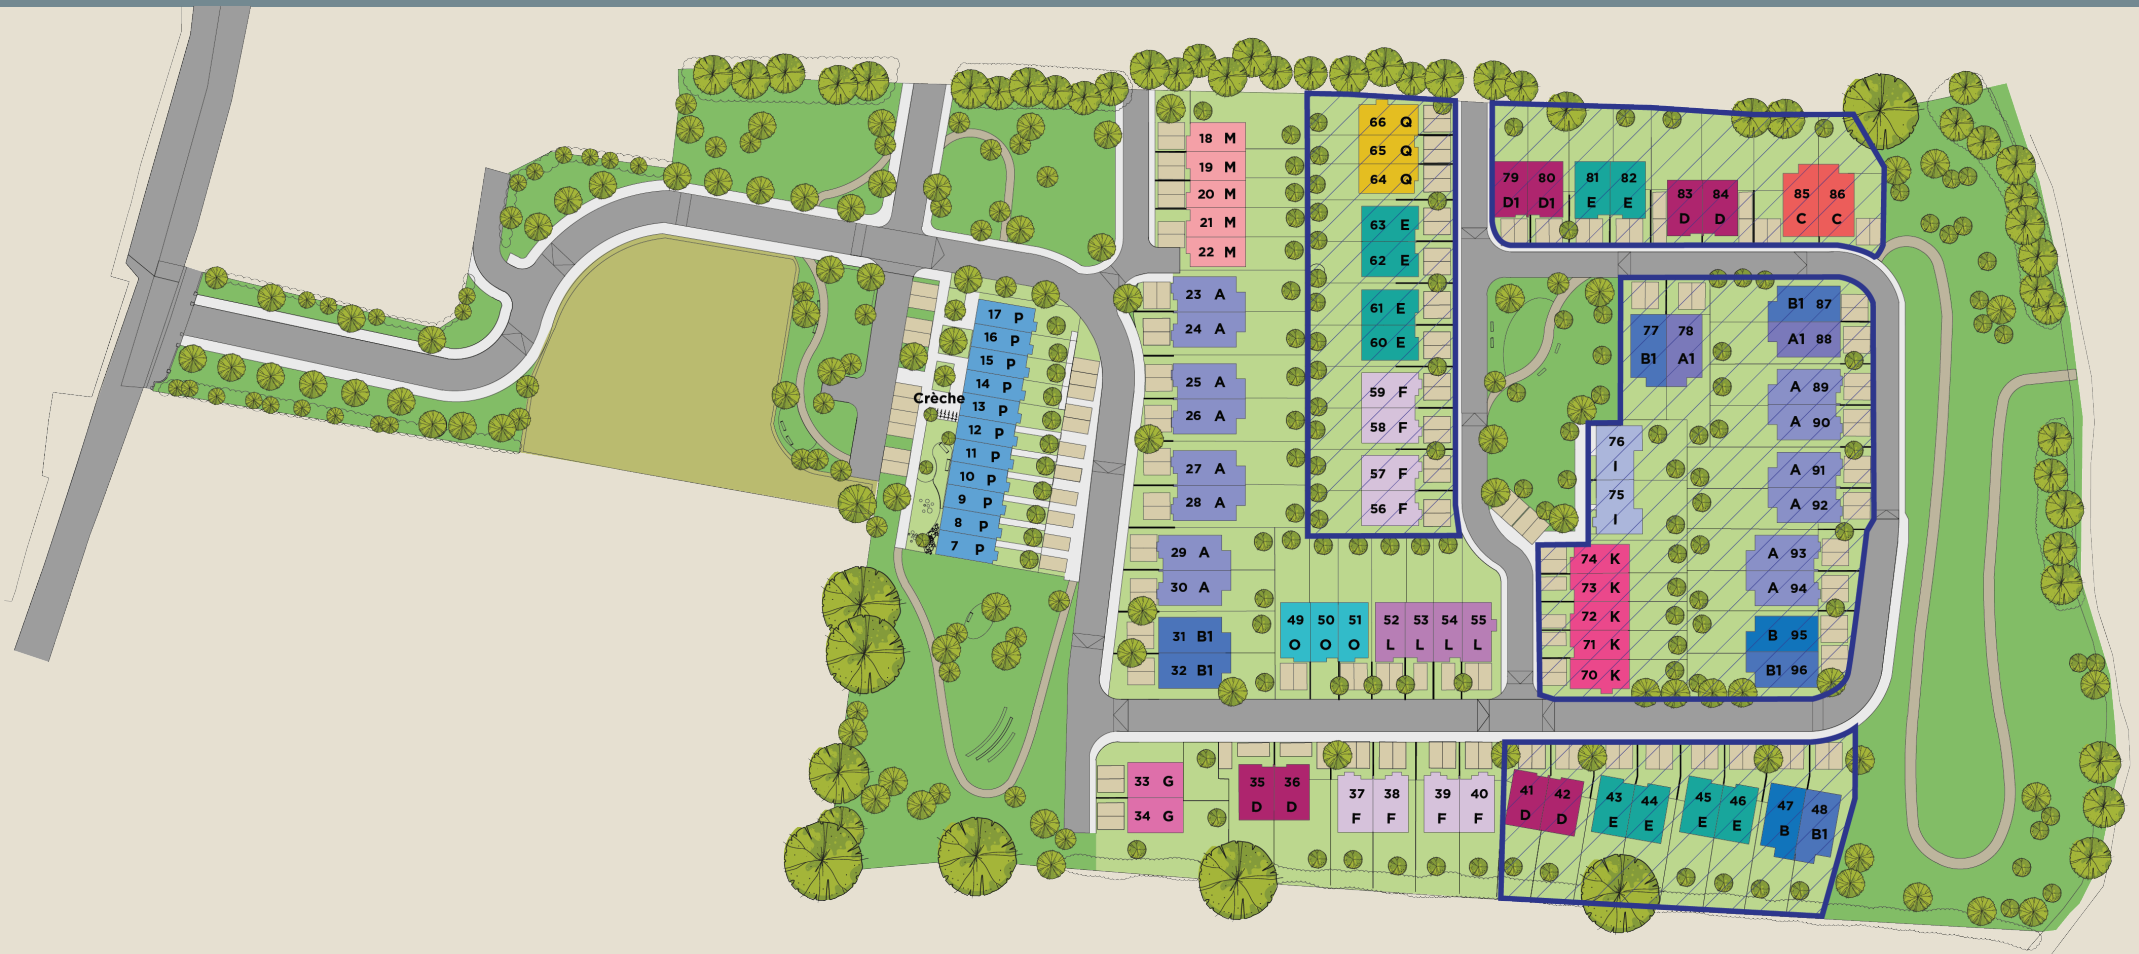 18 M
19 M
20 M
21 M
22 M
23 A
24 A
25 A
26 A
27 A
28 A
29 A
30 A
31 B1
32 B1
17 P
16 P
15 P
14 P
Crèche
13 P
12 P
11 P
10 P
9 P
8 P
7 P
66 Q
65 Q
64 Q
63 E
62 E
61 E
60 E
59 F
58 F
57 F
56 F
79 80
D1 D1
81 82
E E
83 84
D D
85 86
C C
77 78
B1 A1
B1 87
A1 88
A 89
A 90
A 91
A 92
A 93
A 94
B 95
B1 96
76
I
75
I
74 K
73 K
72 K
71 K
70 K
49 50 51
O O O
52 53 54 55
L L L L
33 G
34 G
35 36
D D
37 38
F F
39 40
F F
41 42
D D
43 44
E E
45 46
E E
47 48
B B1